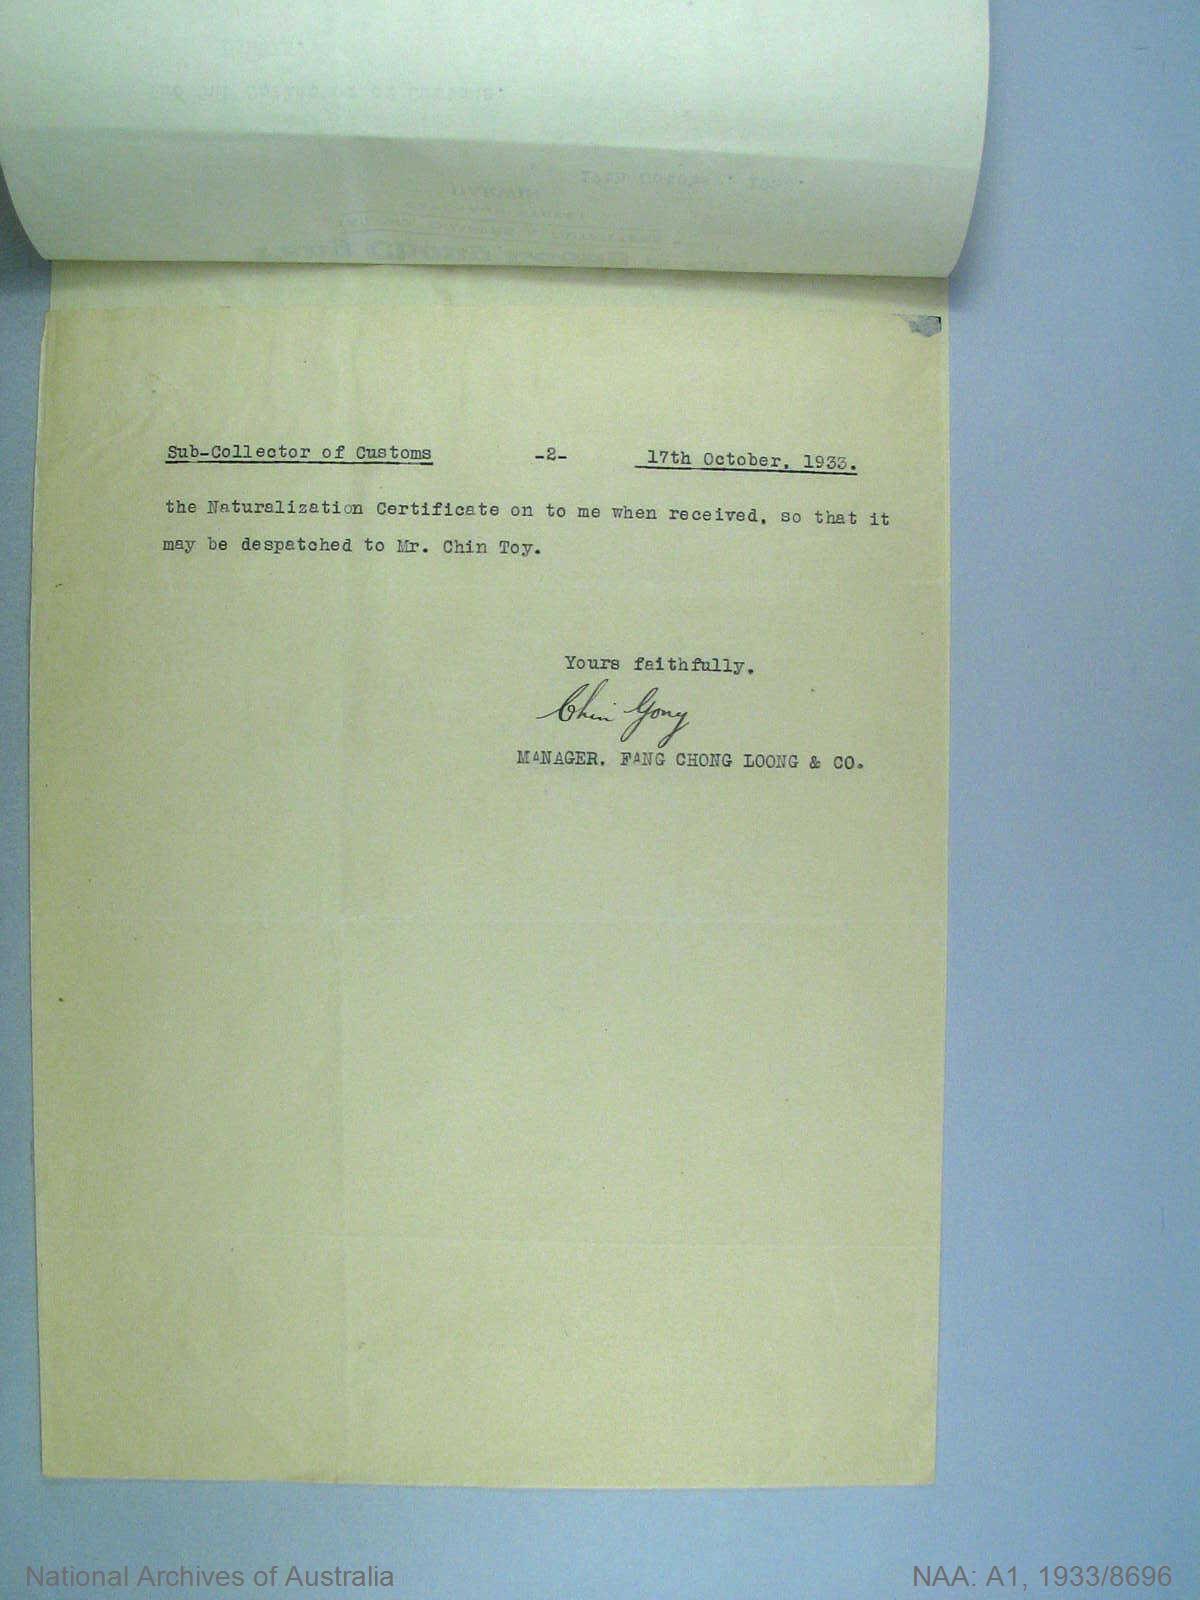 Sub-Collector of Customs -2- 17th October, 1933.
the Naturalization Certificate on to me when received, so that it
may be despatched to Mr. Chin Toy.
Yours faithfully,
Chin Gong
MANAGER. FANG CHONG LOONG & CO.
National Archives of Australia NAA: A1, 1933/8696